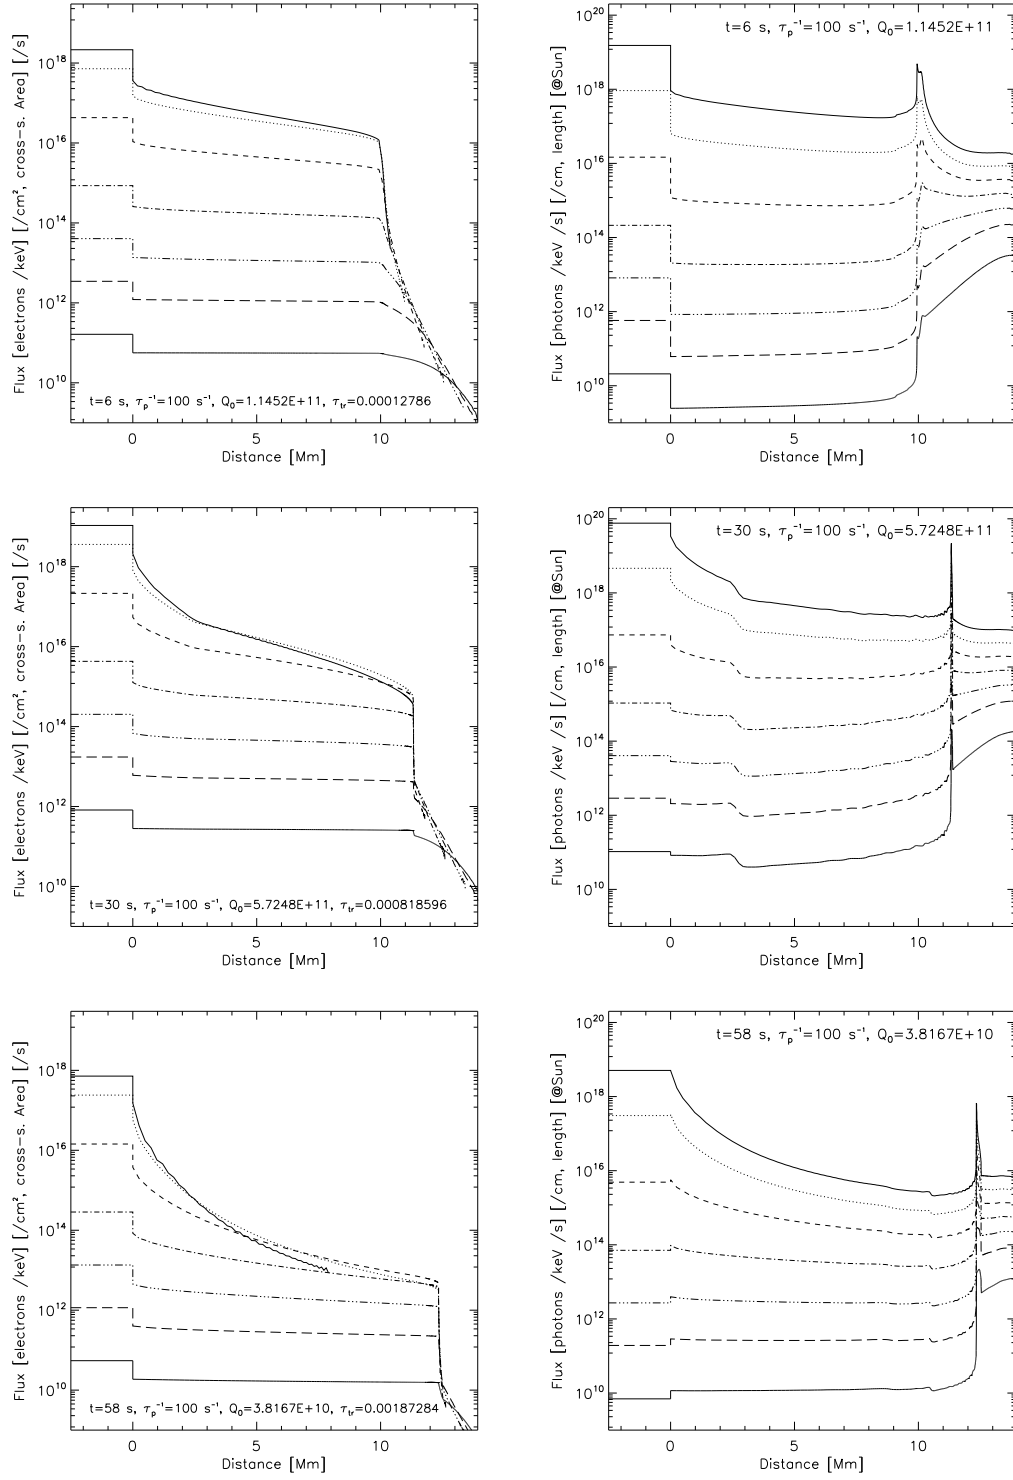 Flux [electrons /keV] [/cm², cross-s. Area] [/s]
10¹⁸
10¹⁶
10¹⁴
10¹²
10¹⁰
t=6 s, τₚ⁻¹=100 s⁻¹, Q₀=1.1452E+11, τₜᵣ=0.00012786
0 5 10
Distance [Mm]
Flux [photons /keV /s] [/cm, length] [@Sun]
10²⁰
10¹⁸
10¹⁶
10¹⁴
10¹²
10¹⁰
t=6 s, τₚ⁻¹=100 s⁻¹, Q₀=1.1452E+11
0 5 10
Distance [Mm]
Flux [electrons /keV] [/cm², cross-s. Area] [/s]
10¹⁸
10¹⁶
10¹⁴
10¹²
10¹⁰
t=30 s, τₚ⁻¹=100 s⁻¹, Q₀=5.7248E+11, τₜᵣ=0.000818596
0 5 10
Distance [Mm]
Flux [photons /keV /s] [/cm, length] [@Sun]
10²⁰
10¹⁸
10¹⁶
10¹⁴
10¹²
10¹⁰
t=30 s, τₚ⁻¹=100 s⁻¹, Q₀=5.7248E+11
0 5 10
Distance [Mm]
Flux [electrons /keV] [/cm², cross-s. Area] [/s]
10¹⁸
10¹⁶
10¹⁴
10¹²
10¹⁰
t=58 s, τₚ⁻¹=100 s⁻¹, Q₀=3.8167E+10, τₜᵣ=0.00187284
0 5 10
Distance [Mm]
Flux [photons /keV /s] [/cm, length] [@Sun]
10²⁰
10¹⁸
10¹⁶
10¹⁴
10¹²
10¹⁰
t=58 s, τₚ⁻¹=100 s⁻¹, Q₀=3.8167E+10
0 5 10
Distance [Mm]